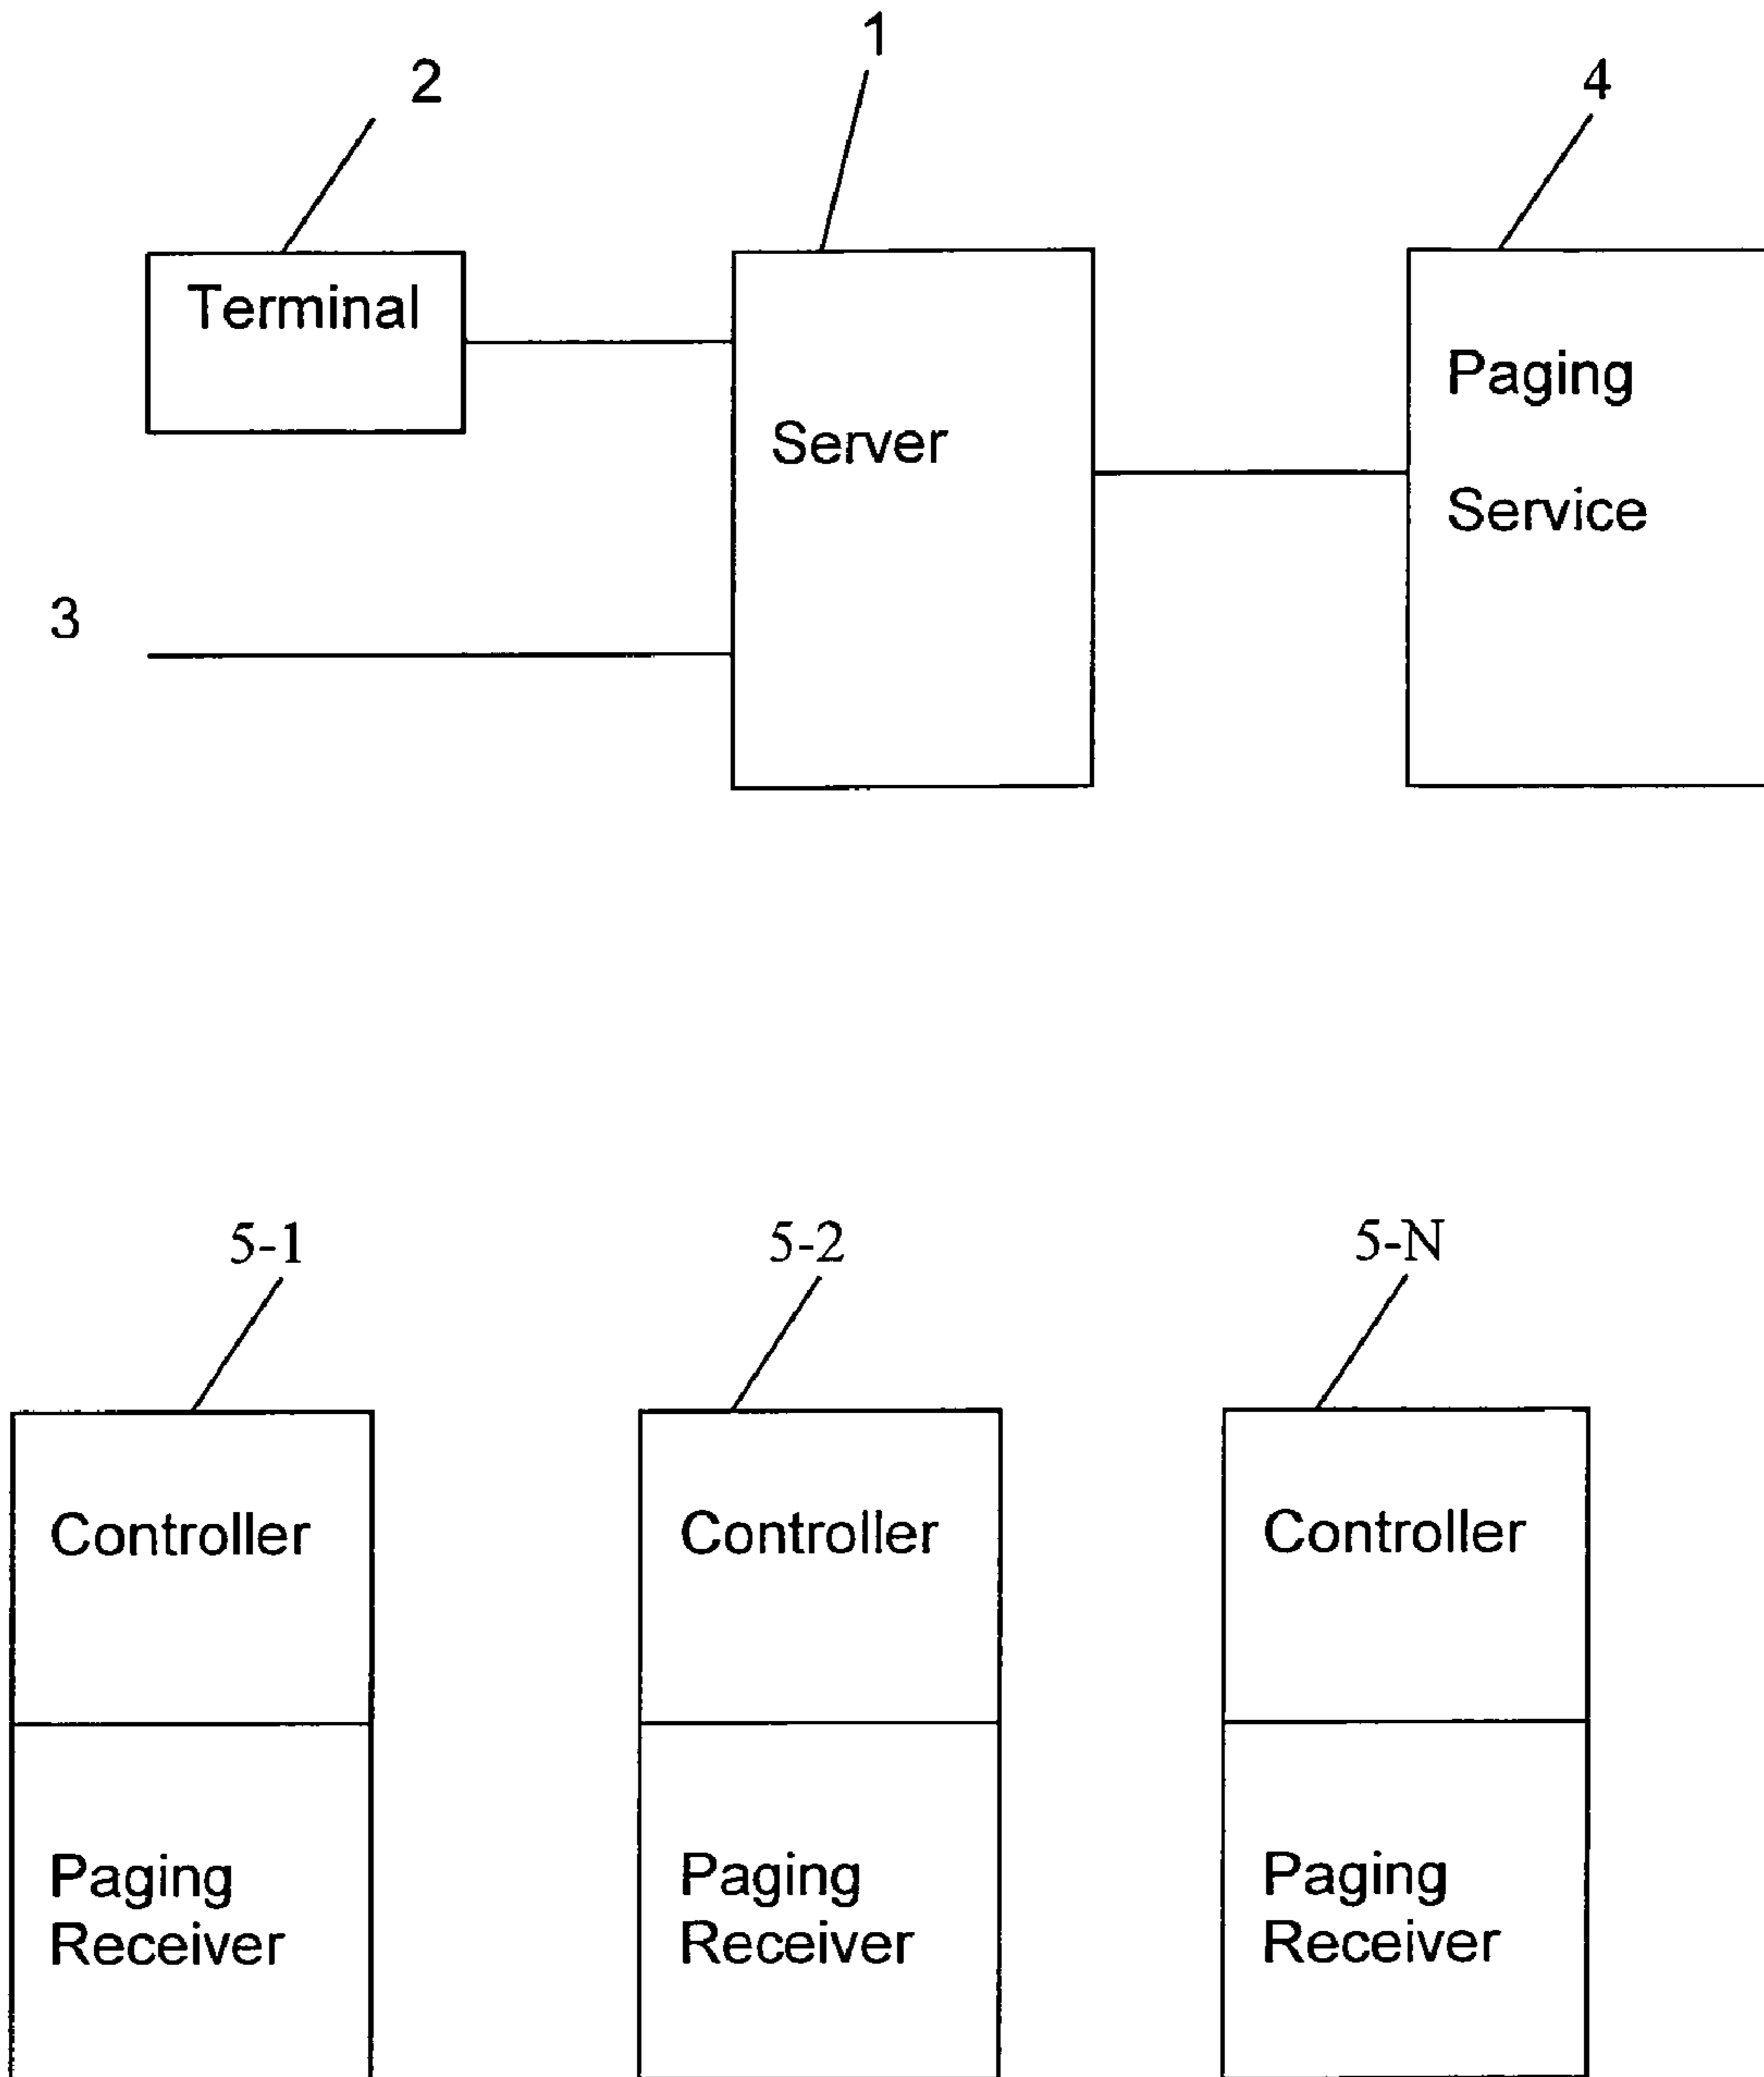 1
2
4
Terminal
Server
Paging
Service
3
5-1
5-2
5-N
Controller
Controller
Controller
Paging
Receiver
Paging
Receiver
Paging
Receiver